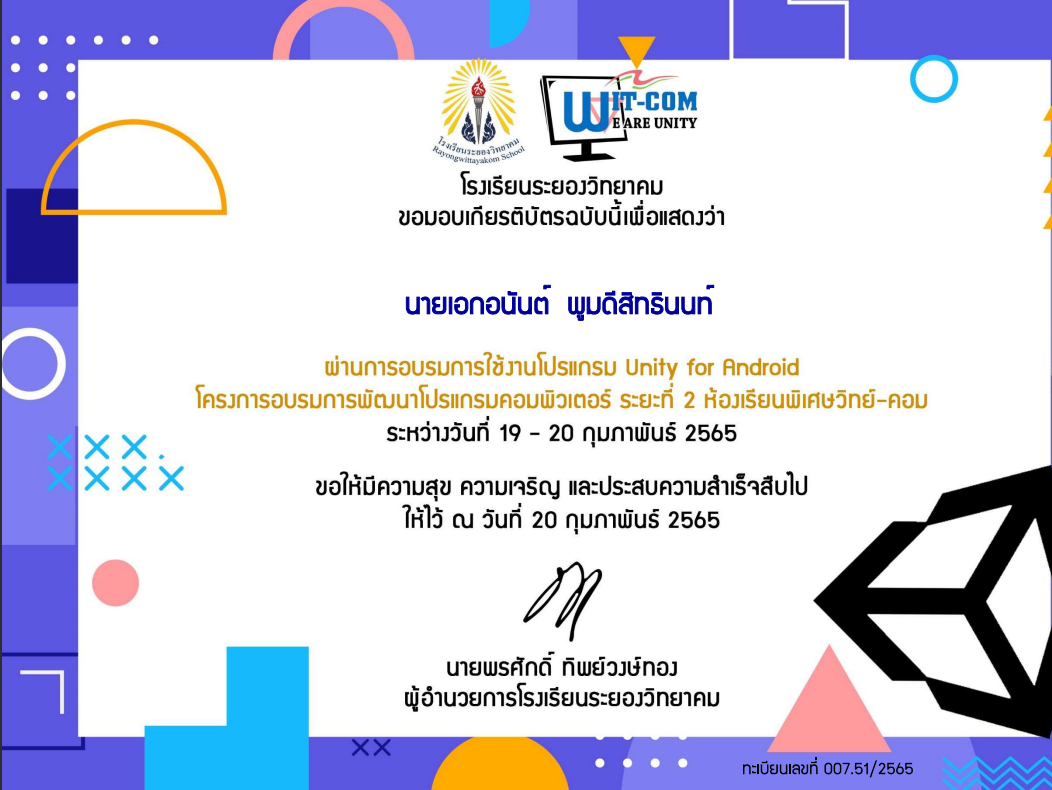 โรงเรียนระยองวิทยาคม
Rayongwittayakom School
WIT-COM
E ARE UNITY
โรงเรียนระยองวิทยาคม
ขอมอบเกียรติบัตรฉบับนี้เพื่อแสดงว่า
นายเอกอนันต์ พูมดีสิทธินนท์
ผ่านการอบรมการใช้งานโปรแกรม Unity for Android
โครงการอบรมการพัฒนาโปรแกรมคอมพิวเตอร์ ระยะที่ 2 ห้องเรียนพิเศษวิทย์-คอม
ระหว่างวันที่ 19 - 20 กุมภาพันธ์ 2565
ขอให้มีความสุข ความเจริญ และประสบความสำเร็จสืบไป
ให้ไว้ ณ วันที่ 20 กุมภาพันธ์ 2565
นายพรศักดิ์ ทิพย์วงษ์ทอง
ผู้อำนวยการโรงเรียนระยองวิทยาคม
ทะเบียนเลขที่ 007.51/2565